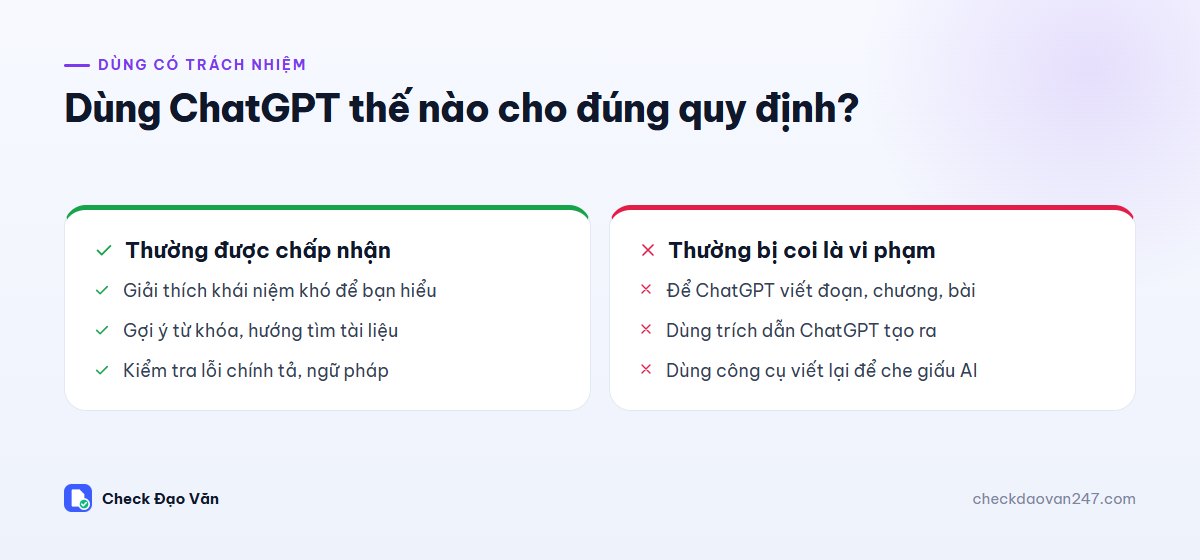 DÙNG CÓ TRÁCH NHIỆM
Dùng ChatGPT thế nào cho đúng quy định?
Thường được chấp nhận
Giải thích khái niệm khó để bạn hiểu
Gợi ý từ khóa, hướng tìm tài liệu
Kiểm tra lỗi chính tả, ngữ pháp
Thường bị coi là vi phạm
Để ChatGPT viết đoạn, chương, bài
Dùng trích dẫn ChatGPT tạo ra
Dùng công cụ viết lại để che giấu AI
Check Đạo Văn
checkdaovan247.com